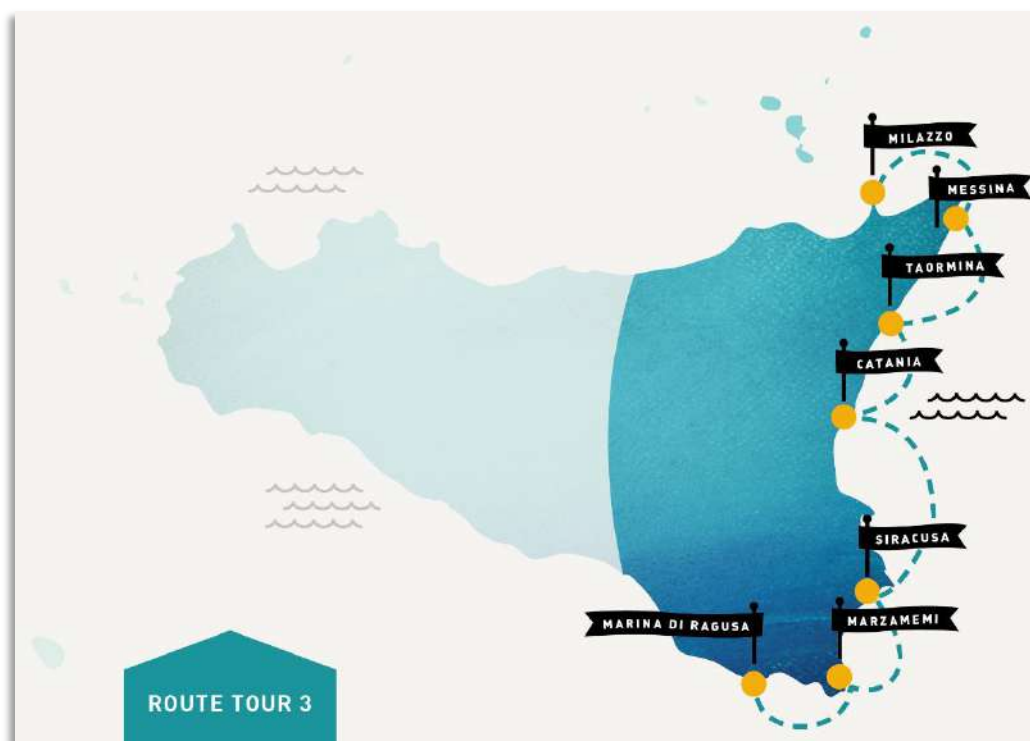 MILAZZO
MESSINA
TAORMINA
CATANIA
SIRACUSA
MARINA DI RAGUSA
MARZAMEMI
ROUTE TOUR 3